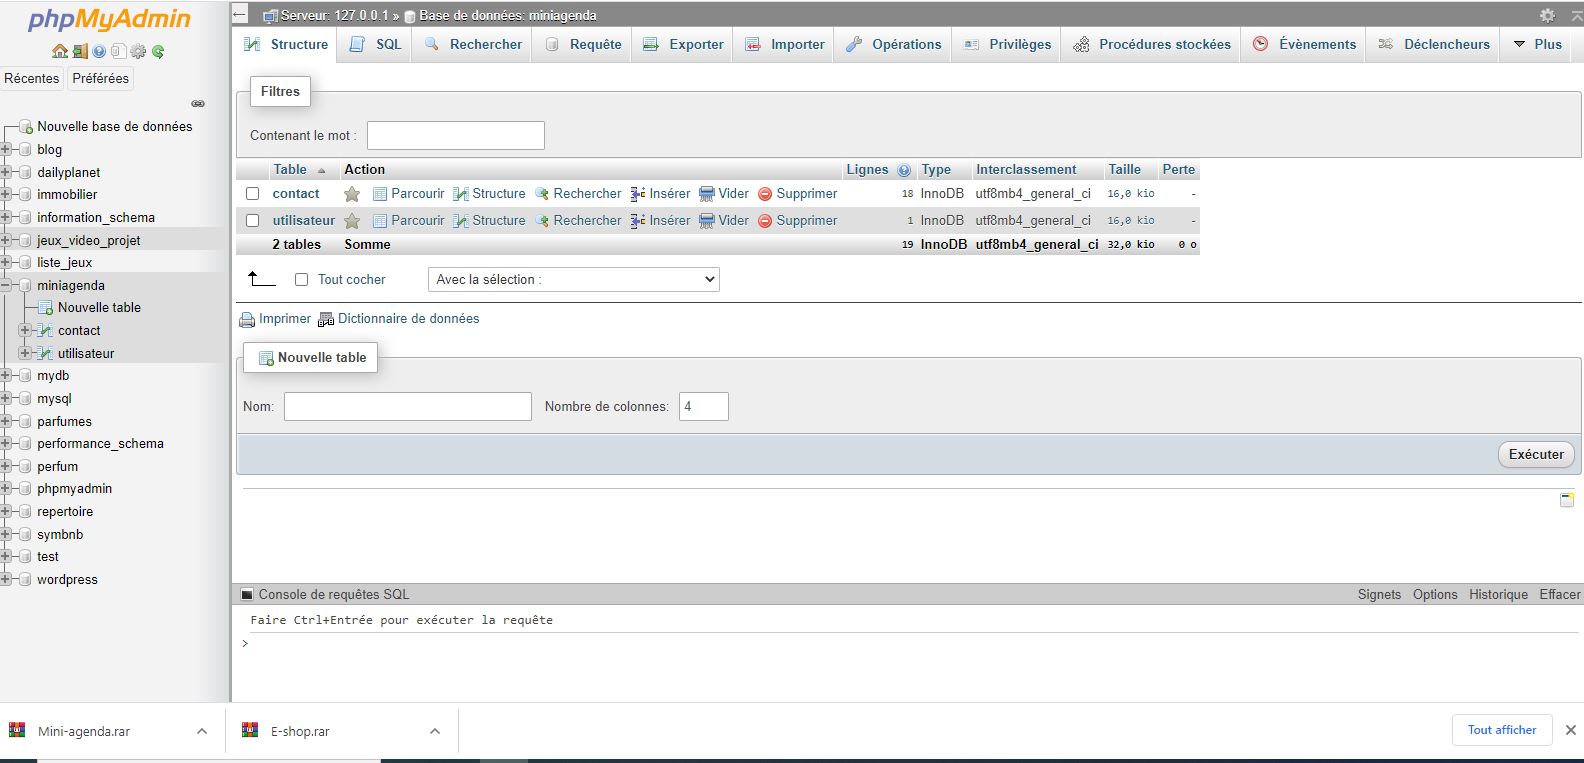 phpMyAdmin
Récentes
Préférées
Nouvelle base de données
blog
dailyplanet
immobilier
information_schema
jeux_video_projet
liste_jeux
miniagenda
Nouvelle table
contact
utilisateur
mydb
mysql
parfumes
performance_schema
perfum
phpmyadmin
repertoire
symbnb
test
wordpress
Serveur: 127.0.0.1 » Base de données: miniagenda
Structure SQL Rechercher Requête Exporter Importer Opérations Privilèges Procédures stockées Évènements Déclencheurs Plus
Filtres
Contenant le mot :
Table Action Lignes Type Interclassement Taille Perte
contact Parcourir Structure Rechercher Insérer Vider Supprimer 18 InnoDB utf8mb4_general_ci 16,0 kio -
utilisateur Parcourir Structure Rechercher Insérer Vider Supprimer 1 InnoDB utf8mb4_general_ci 16,0 kio -
2 tables Somme 19 InnoDB utf8mb4_general_ci 32,0 kio 0 o
Tout cocher Avec la sélection :
Imprimer Dictionnaire de données
Nouvelle table
Nom: Nombre de colonnes: 4
Exécuter
Console de requêtes SQL Signets Options Historique Effacer
Faire Ctrl+Entrée pour exécuter la requête
>
Mini-agenda.rar E-shop.rar Tout afficher